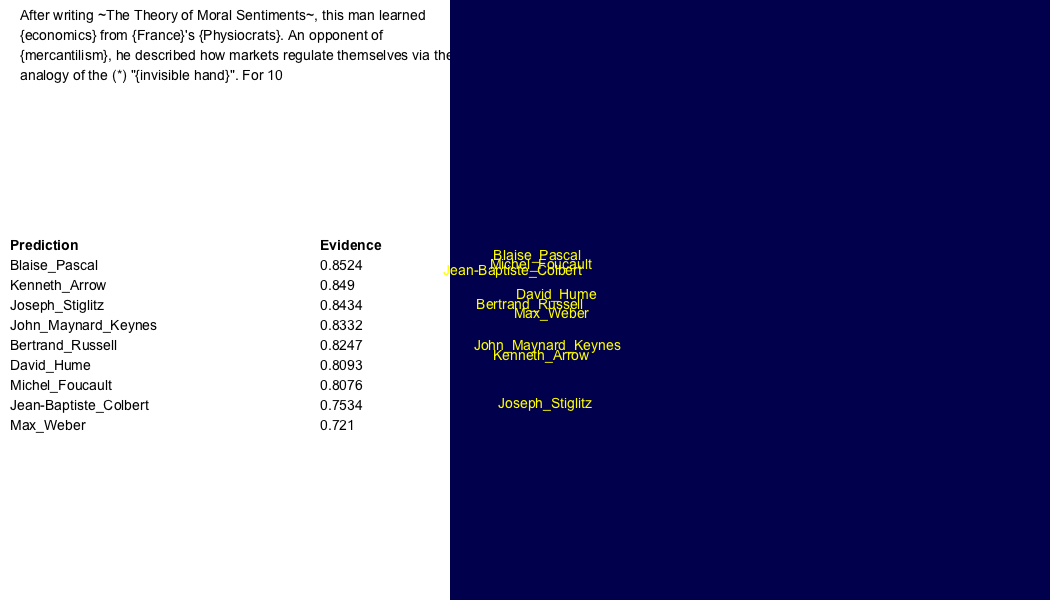 After writing ~The Theory of Moral Sentiments~, this man learned
{economics} from {France}'s {Physiocrats}. An opponent of
{mercantilism}, he described how markets regulate themselves via the
analogy of the (*) "{invisible hand}". For 10
Prediction Evidence
Blaise_Pascal 0.8524
Kenneth_Arrow 0.849
Joseph_Stiglitz 0.8434
John_Maynard_Keynes 0.8332
Bertrand_Russell 0.8247
David_Hume 0.8093
Michel_Foucault 0.8076
Jean-Baptiste_Colbert 0.7534
Max_Weber 0.721
Blaise_Pascal
Michel_Foucault
Jean-Baptiste_Colbert
David_Hume
Bertrand_Russell
Max_Weber
John_Maynard_Keynes
Kenneth_Arrow
Joseph_Stiglitz